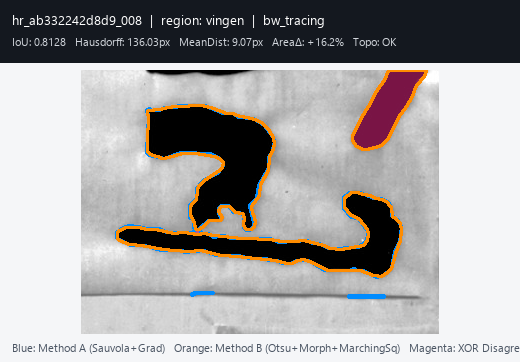 hr_ab332242d8d9_008 | region: vingen | bw_tracing
IoU: 0.8128 Hausdorff: 136.03px MeanDist: 9.07px AreaΔ: +16.2% Topo: OK
Blue: Method A (Sauvola+Grad) Orange: Method B (Otsu+Morph+MarchingSq) Magenta: XOR Disagre